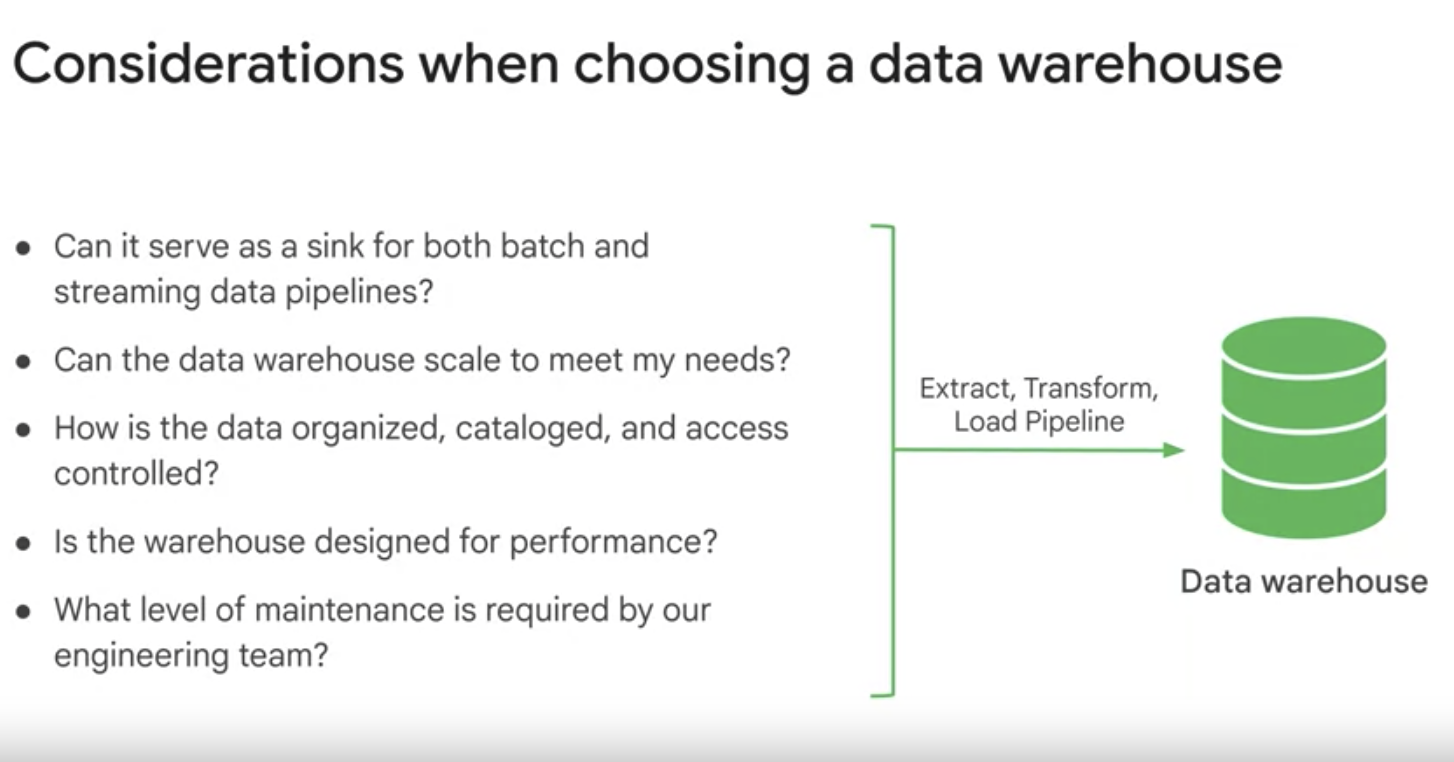 Considerations when choosing a data warehouse
● Can it serve as a sink for both batch and
streaming data pipelines?
● Can the data warehouse scale to meet my needs?
● How is the data organized, cataloged, and access
controlled?
● Is the warehouse designed for performance?
● What level of maintenance is required by our
engineering team?
Extract, Transform,
Load Pipeline
Data warehouse